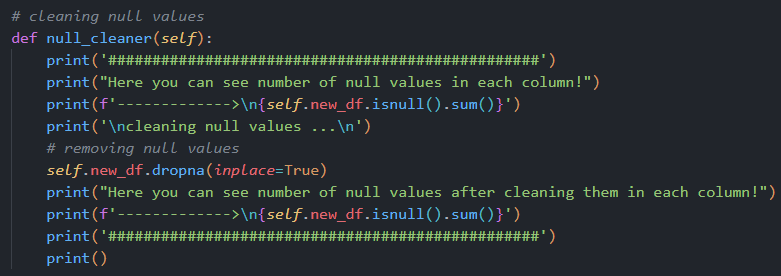 # cleaning null values
def null_cleaner(self):
    print('################################################')
    print("Here you can see number of null values in each column!")
    print(f'------------->\n{self.new_df.isnull().sum()}')
    print('\ncleaning null values ...\n')
    # removing null values
    self.new_df.dropna(inplace=True)
    print("Here you can see number of null values after cleaning them in each column!")
    print(f'------------->\n{self.new_df.isnull().sum()}')
    print('################################################')
    print()